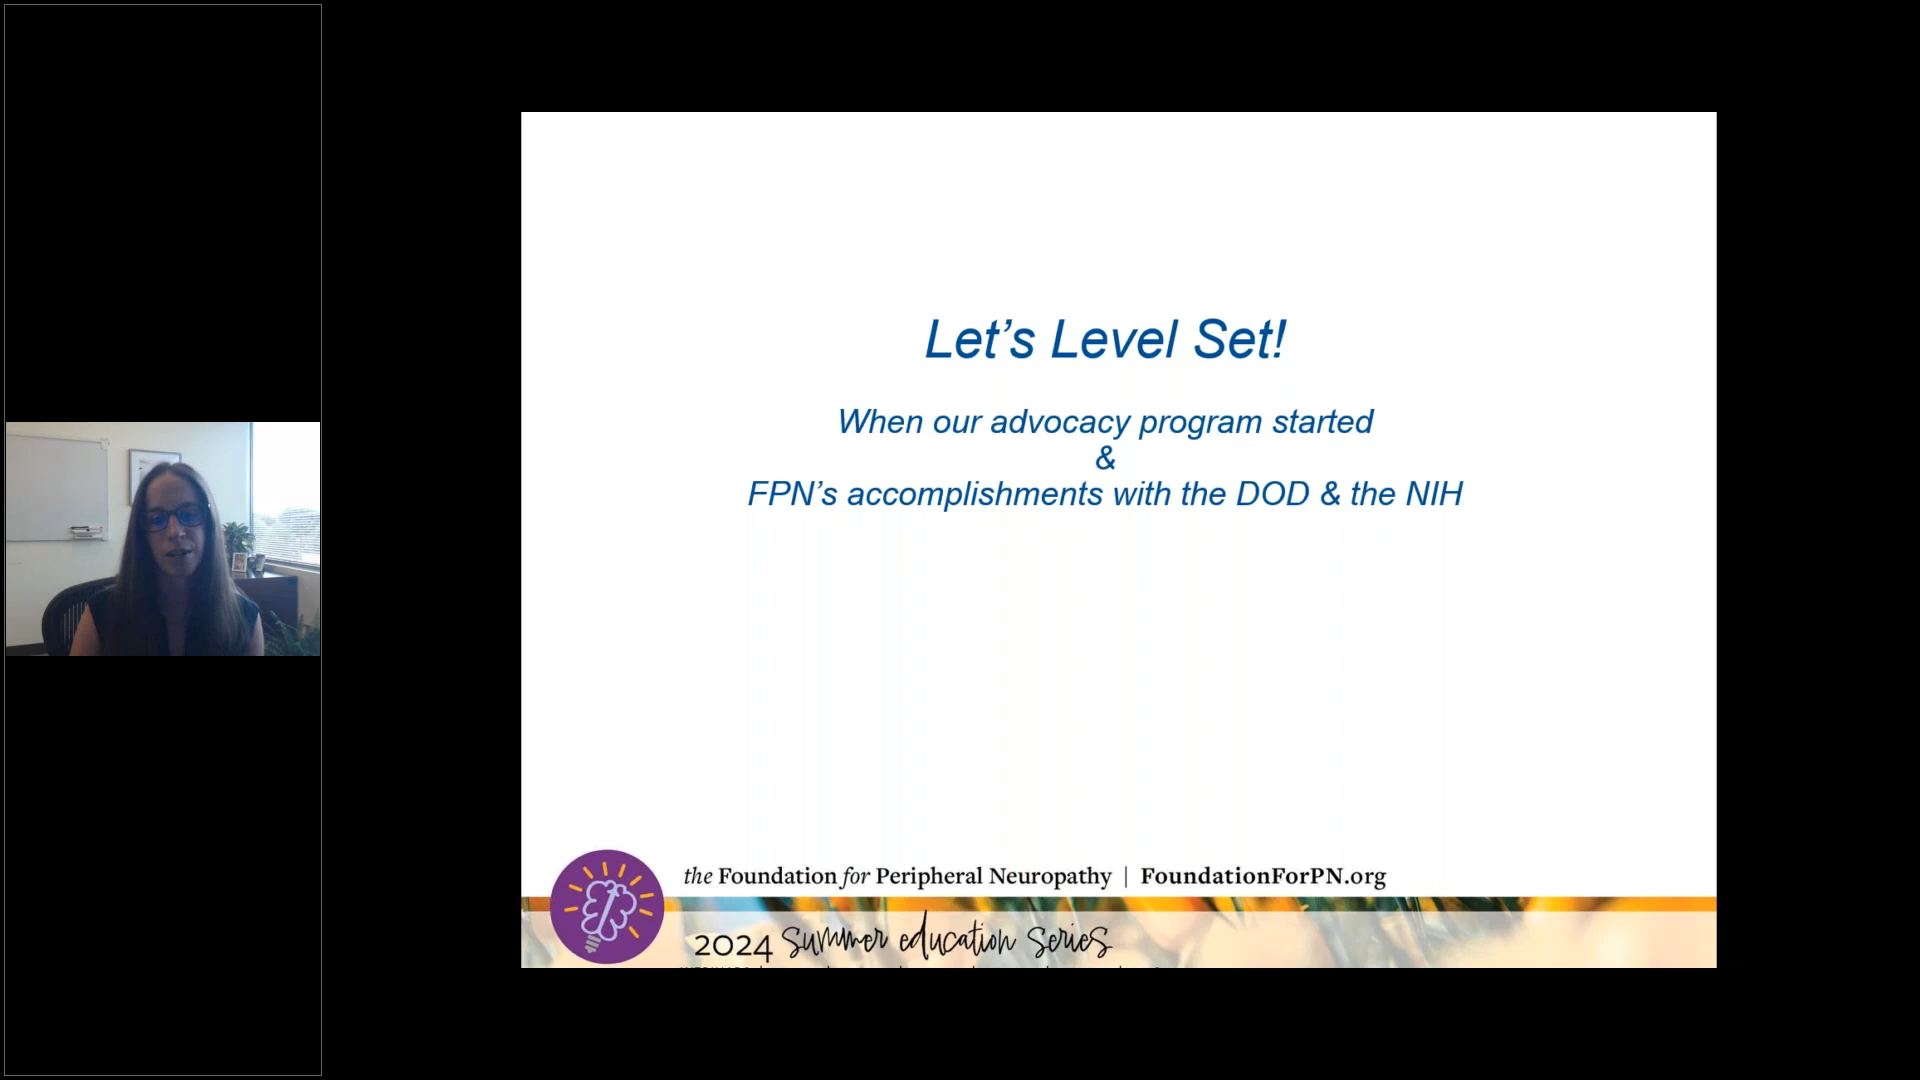 Let’s Level Set!
When our advocacy program started
&
FPN’s accomplishments with the DOD & the NIH
the Foundation for Peripheral Neuropathy | FoundationForPN.org
2024 summer education series